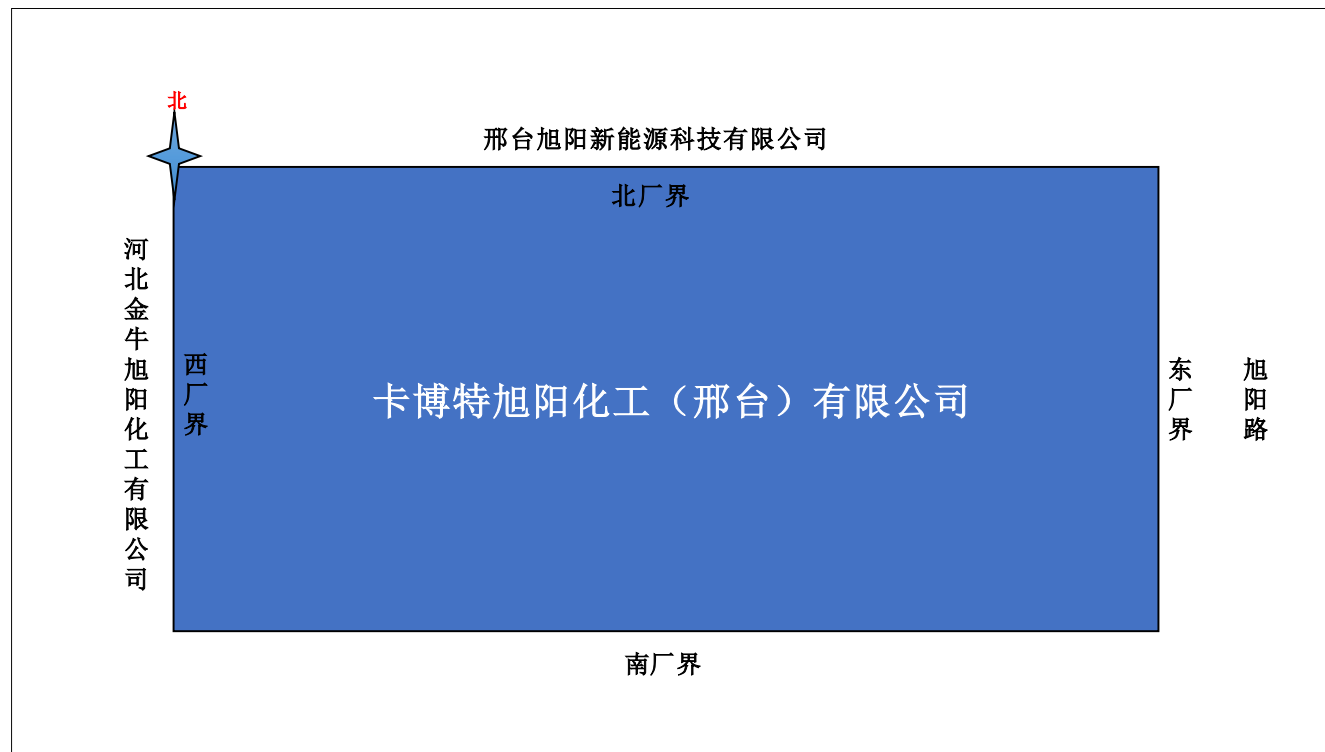 北
邢台旭阳新能源科技有限公司
北厂界
河北金牛旭阳化工有限公司
西厂界
卡博特旭阳化工（邢台）有限公司
东厂界
旭阳路
南厂界